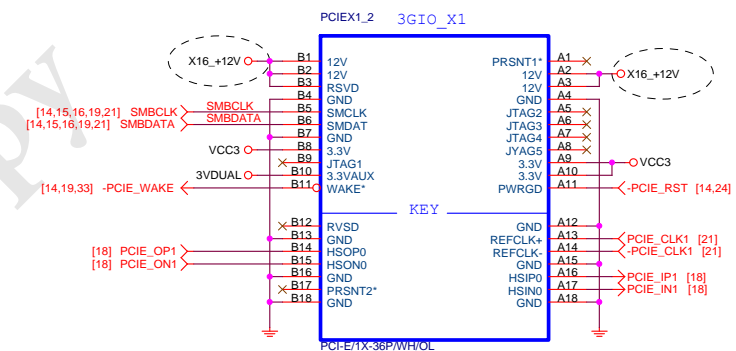 PCIEX1_2 3GIO_X1
X16_+12V B1 12V PRSNT1* A1
B2 12V 12V A2 X16_+12V
B3 RSVD 12V A3
B4 GND GND A4
[14,15,16,19,21] SMBCLK SMBCLK B5 SMCLK JTAG2 A5
[14,15,16,19,21] SMBDATA SMBDATA B6 SMDAT JTAG3 A6
B7 GND JTAG4 A7
VCC3 B8 3.3V JYAG5 A8
B9 JTAG1 3.3V A9 VCC3
3VDUAL B10 3.3VAUX 3.3V A10
[14,19,33] -PCIE_WAKE B11 WAKE* PWRGD A11 -PCIE_RST [14,24]
KEY
B12 RVSD GND A12
B13 GND REFCLK+ A13 PCIE_CLK1 [21]
[18] PCIE_OP1 B14 HSOP0 REFCLK- A14 -PCIE_CLK1 [21]
[18] PCIE_ON1 B15 HSON0 GND A15
B16 GND HSIP0 A16 PCIE_IP1 [18]
B17 PRSNT2* HSIN0 A17 PCIE_IN1 [18]
B18 GND GND A18
PCI-E/1X-36P/WH/OL
py